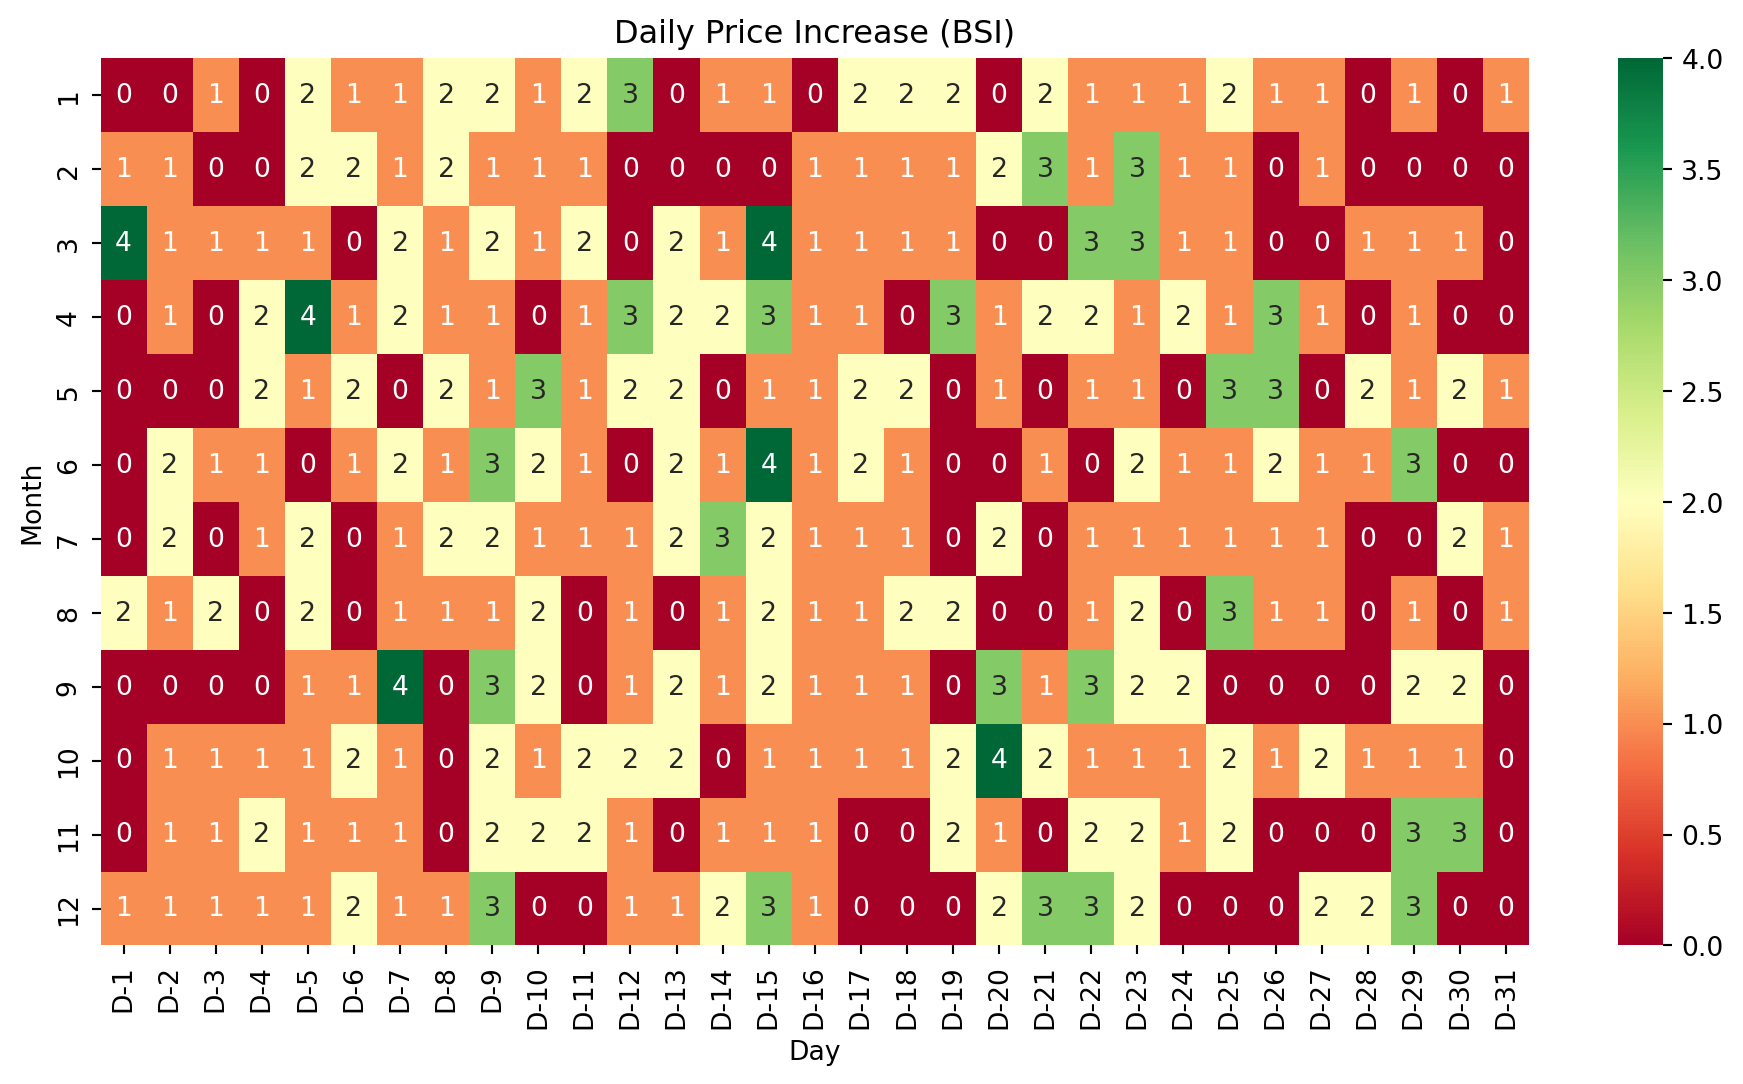 Daily Price Increase (BSI)
1 0 0 1 0 2 1 1 2 2 1 2 3 0 1 1 0 2 2 2 0 2 1 1 1 2 1 1 0 1 0 1
2 1 1 0 0 2 2 1 2 1 1 1 0 0 0 0 1 1 1 1 2 3 1 3 1 1 0 1 0 0 0 0
3 4 1 1 1 1 0 2 1 2 1 2 0 2 1 4 1 1 1 1 0 0 3 3 1 1 0 0 1 1 1 0
4 0 1 0 2 4 1 2 1 1 0 1 3 2 2 3 1 1 0 3 1 2 2 1 2 1 3 1 0 1 0 0
5 0 0 0 2 1 2 0 2 1 3 1 2 2 0 1 1 2 2 0 1 0 1 1 0 3 3 0 2 1 2 1
6 0 2 1 1 0 1 2 1 3 2 1 0 2 1 4 1 2 1 0 0 1 0 2 1 1 2 1 1 3 0 0
7 0 2 0 1 2 0 1 2 2 1 1 1 2 3 2 1 1 1 0 2 0 1 1 1 1 1 1 0 0 2 1
8 2 1 2 0 2 0 1 1 1 2 0 1 0 1 2 1 1 2 2 0 0 1 2 0 3 1 1 0 1 0 1
9 0 0 0 0 1 1 4 0 3 2 0 1 2 1 2 1 1 1 0 3 1 3 2 2 0 0 0 0 2 2 0
10 0 1 1 1 1 2 1 0 2 1 2 2 2 0 1 1 1 1 2 4 2 1 1 1 2 1 2 1 1 1 0
11 0 1 1 2 1 1 1 0 2 2 2 1 0 1 1 1 0 0 2 1 0 2 2 1 2 0 0 0 3 3 0
12 1 1 1 1 1 2 1 1 3 0 0 1 1 2 3 1 0 0 0 2 3 3 2 0 0 0 2 2 3 0 0
D-1 D-2 D-3 D-4 D-5 D-6 D-7 D-8 D-9 D-10 D-11 D-12 D-13 D-14 D-15 D-16 D-17 D-18 D-19 D-20 D-21 D-22 D-23 D-24 D-25 D-26 D-27 D-28 D-29 D-30 D-31
Day
Month
4.0
3.5
3.0
2.5
2.0
1.5
1.0
0.5
0.0